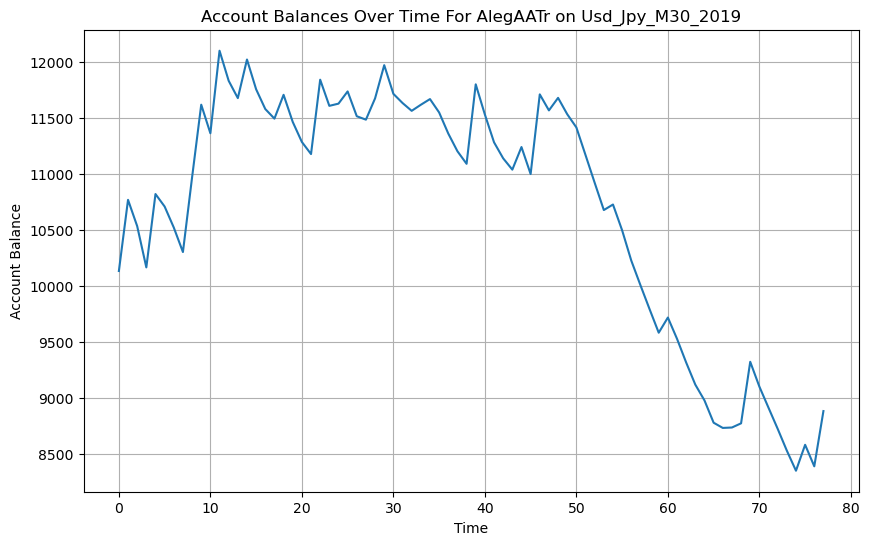 Account Balances Over Time For AlegAATr on Usd_Jpy_M30_2019
12000
11500
11000
10500
10000
9500
9000
8500
Account Balance
0 10 20 30 40 50 60 70 80
Time